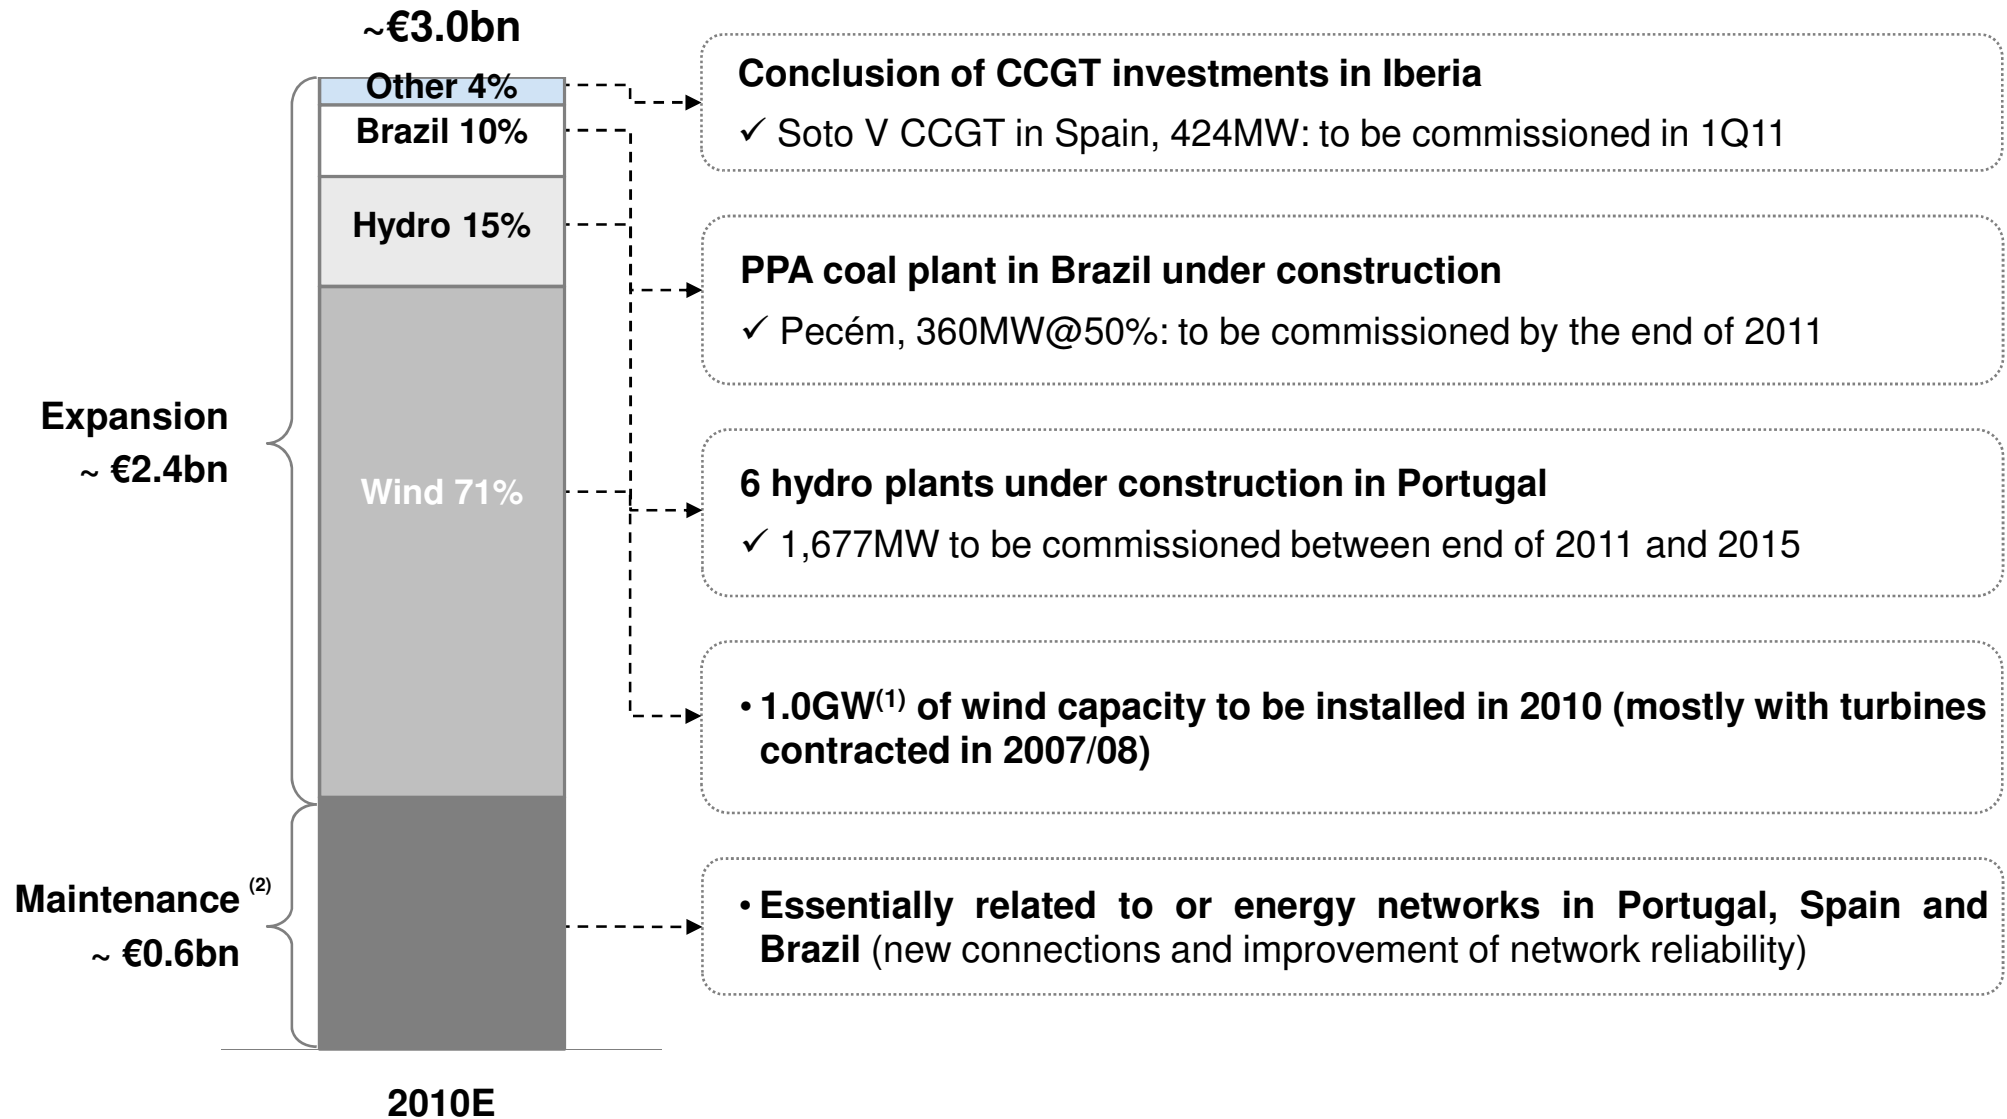 ~€3.0bn
Other 4%
Brazil 10%
Hydro 15%
Wind 71%
Expansion
~ €2.4bn
Maintenance (2)
~ €0.6bn
2010E
Conclusion of CCGT investments in Iberia
✓ Soto V CCGT in Spain, 424MW: to be commissioned in 1Q11
PPA coal plant in Brazil under construction
✓ Pecém, 360MW@50%: to be commissioned by the end of 2011
6 hydro plants under construction in Portugal
✓ 1,677MW to be commissioned between end of 2011 and 2015
• 1.0GW(1) of wind capacity to be installed in 2010 (mostly with turbines
contracted in 2007/08)
• Essentially related to or energy networks in Portugal, Spain and
Brazil (new connections and improvement of network reliability)